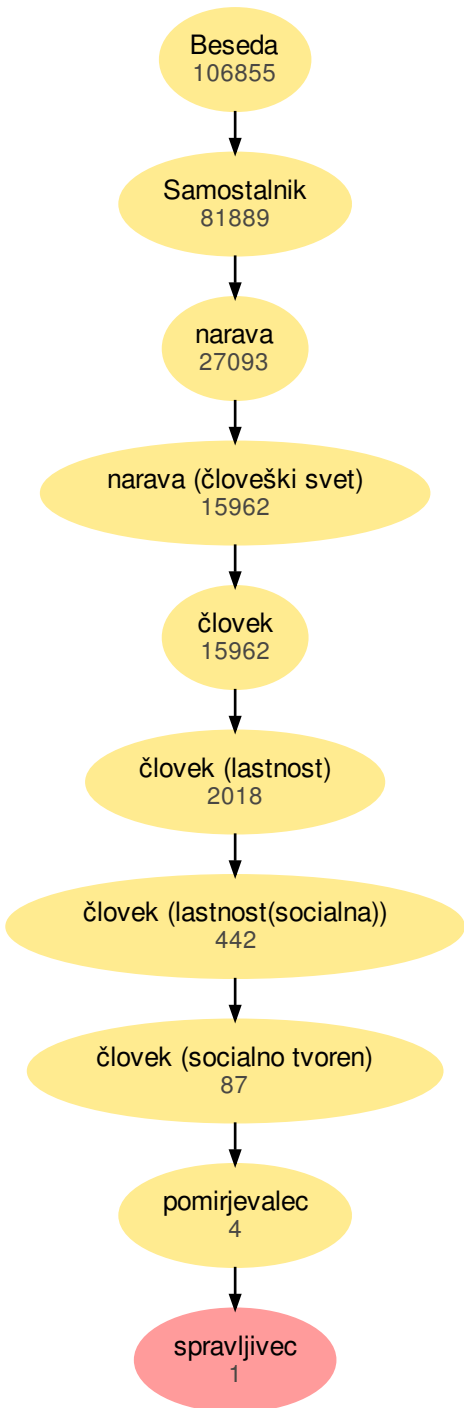 Beseda
106855
Samostalnik
81889
narava
27093
narava (človeški svet)
15962
človek
15962
človek (lastnost)
2018
človek (lastnost(socialna))
442
človek (socialno tvoren)
87
pomirjevalec
4
spravljivec
1